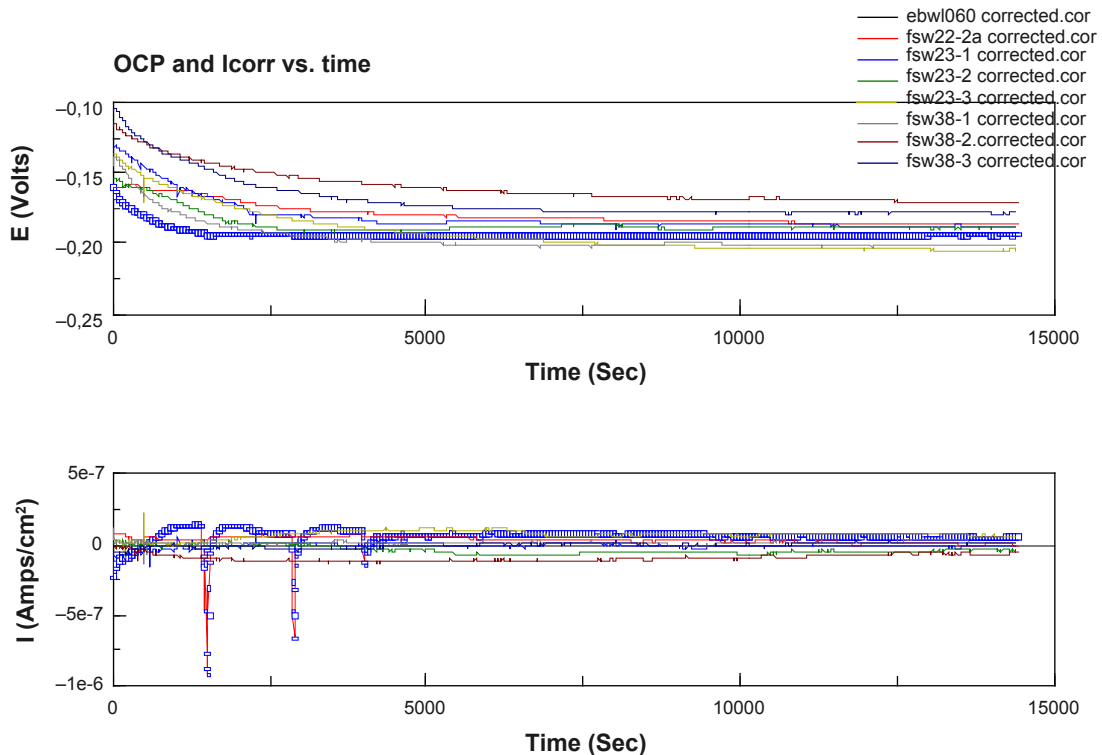 ebwl060 corrected.cor
fsw22-2a corrected.cor
fsw23-1 corrected.cor
fsw23-2 corrected.cor
fsw23-3 corrected.cor
fsw38-1 corrected.cor
fsw38-2.corrected.cor
fsw38-3 corrected.cor
OCP and Icorr vs. time
E (Volts)
–0,10
–0,15
–0,20
–0,25
0 5000 10000 15000
Time (Sec)
I (Amps/cm²)
5e-7
0
–5e-7
–1e-6
0 5000 10000 15000
Time (Sec)